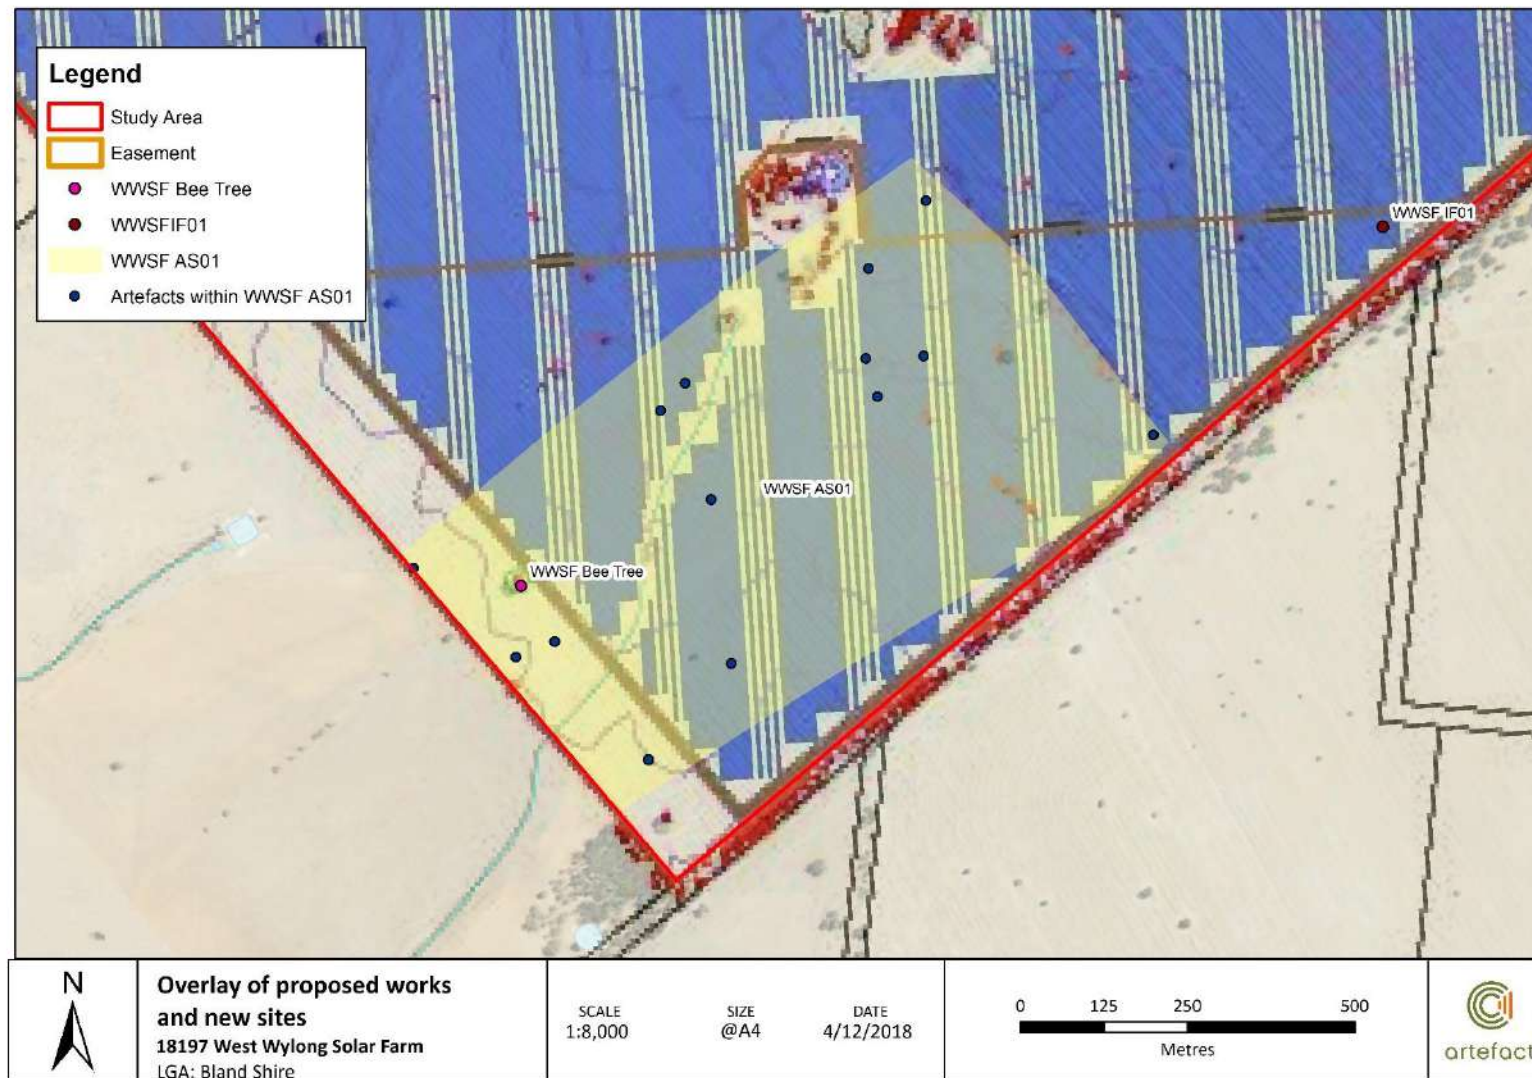 Legend
Study Area
Easement
WWSF Bee Tree
WWSFIF01
WWSF AS01
Artefacts within WWSF AS01
WWSF IF01
WWSF AS01
WWSF Bee Tree
N
Overlay of proposed works
and new sites
18197 West Wylong Solar Farm
LGA: Bland Shire
SCALE
1:8,000
SIZE
@A4
DATE
4/12/2018
0 125 250 500
Metres
artefact